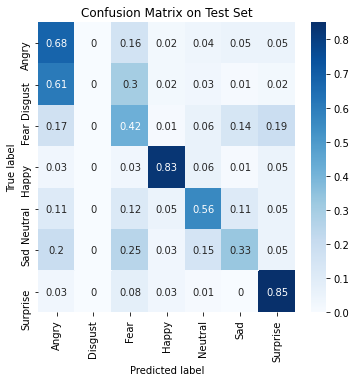 Confusion Matrix on Test Set
Angry 0.68 0 0.16 0.02 0.04 0.05 0.05
Disgust 0.61 0 0.3 0.02 0.03 0.01 0.02
Fear 0.17 0 0.42 0.01 0.06 0.14 0.19
Happy 0.03 0 0.03 0.83 0.06 0.01 0.05
Neutral 0.11 0 0.12 0.05 0.56 0.11 0.05
Sad 0.2 0 0.25 0.03 0.15 0.33 0.05
Surprise 0.03 0 0.08 0.03 0.01 0 0.85
True label
Angry Disgust Fear Happy Neutral Sad Surprise
Predicted label
0.8
0.7
0.6
0.5
0.4
0.3
0.2
0.1
0.0